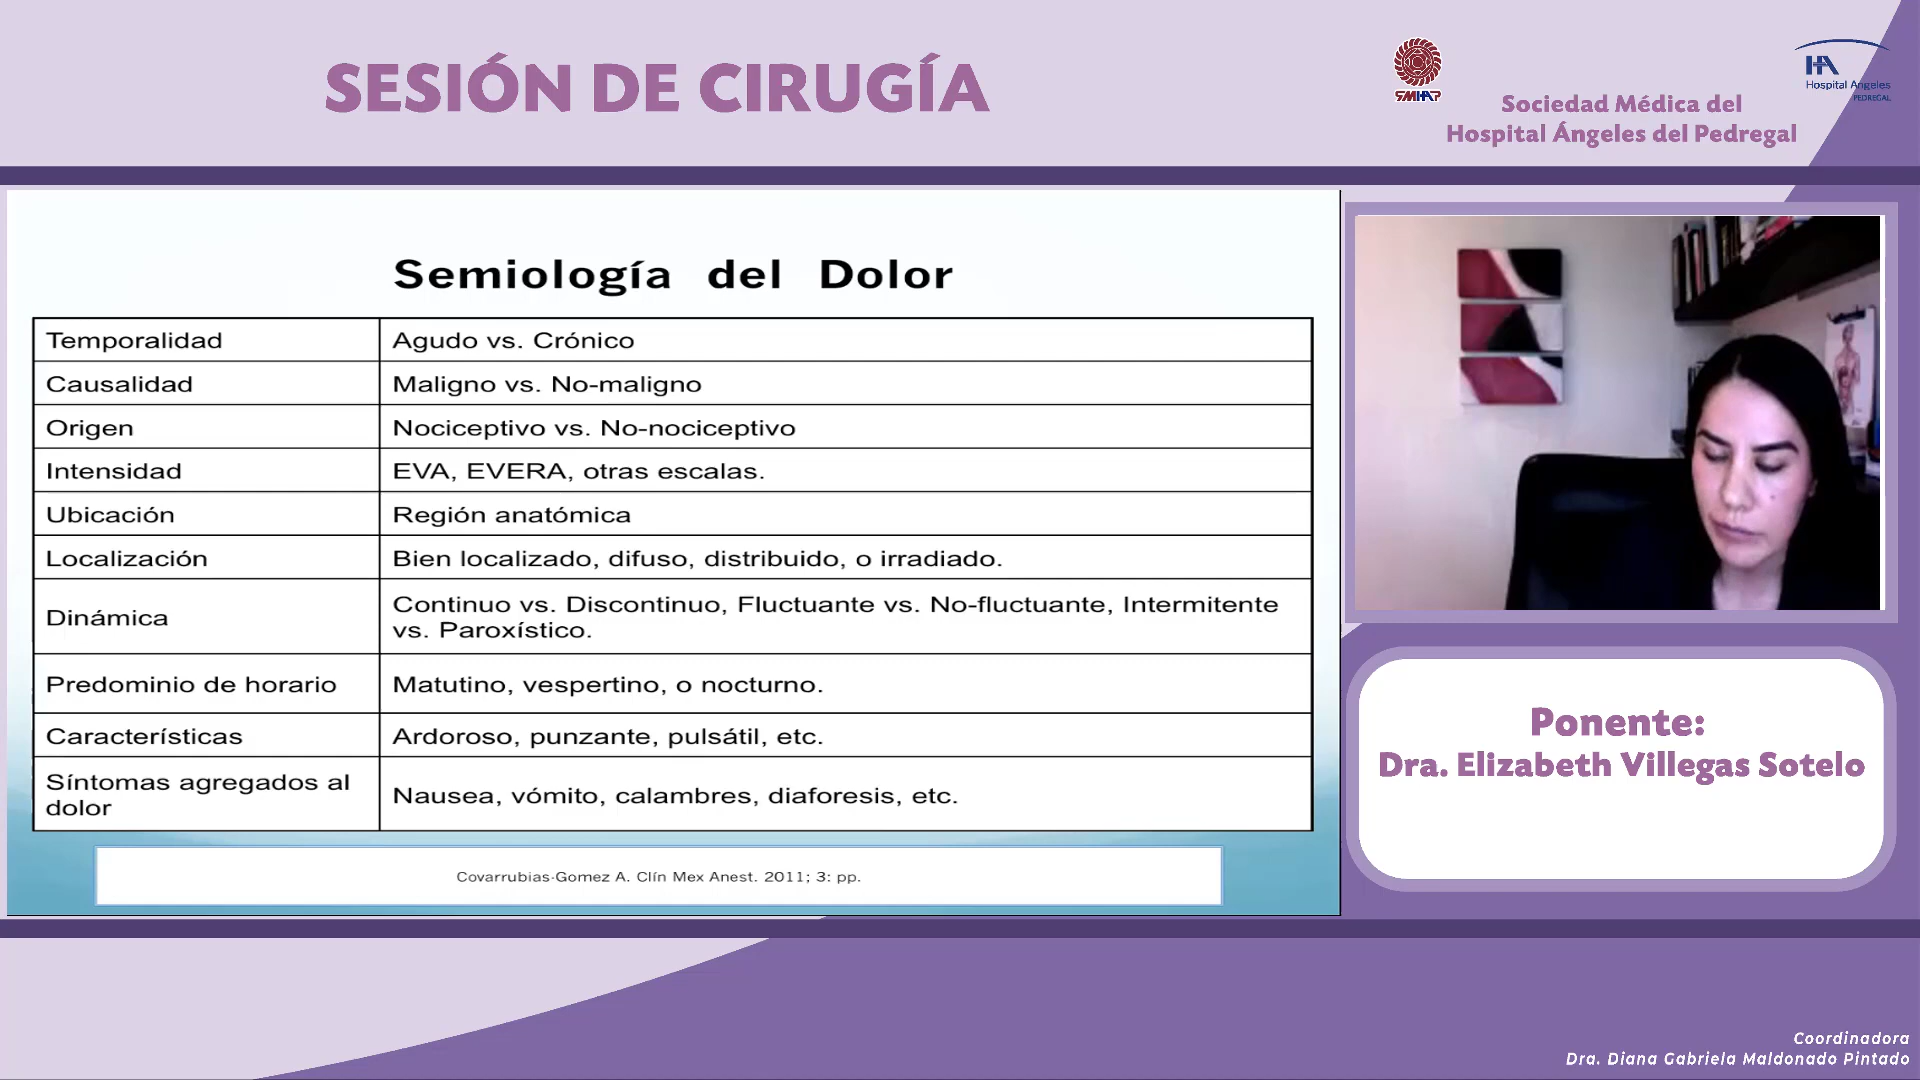 SESIÓN DE CIRUGÍA
SMHAP
Sociedad Médica del
Hospital Ángeles del Pedregal
HA
Hospital Angeles
PEDREGAL
Semiología del Dolor
Temporalidad
Agudo vs. Crónico
Causalidad
Maligno vs. No-maligno
Origen
Nociceptivo vs. No-nociceptivo
Intensidad
EVA, EVERA, otras escalas.
Ubicación
Región anatómica
Localización
Bien localizado, difuso, distribuido, o irradiado.
Dinámica
Continuo vs. Discontinuo, Fluctuante vs. No-fluctuante, Intermitente
vs. Paroxístico.
Predominio de horario
Matutino, vespertino, o nocturno.
Características
Ardoroso, punzante, pulsátil, etc.
Síntomas agregados al
dolor
Nausea, vómito, calambres, diaforesis, etc.
Covarrubias-Gomez A. Clín Mex Anest. 2011; 3: pp.
Ponente:
Dra. Elizabeth Villegas Sotelo
Coordinadora
Dra. Diana Gabriela Maldonado Pintado